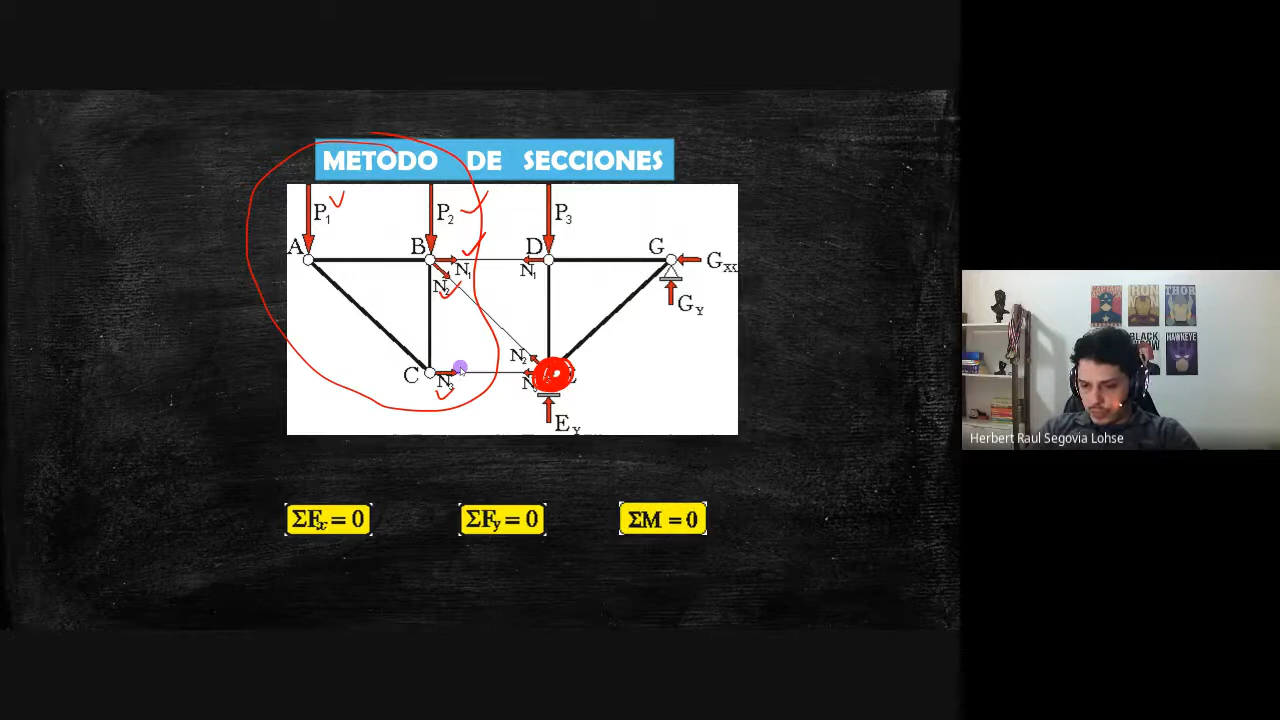 METODO DE SECCIONES
P1 P2 P3
A B D G
N1 N1 Gxx
N2 Gy
N2
C N3
Ey
ΣFx = 0 ΣFy = 0 ΣM = 0
CAPTAIN IRON THOR
BLACK HAWKEYE
Herbert Raul Segovia Lohse